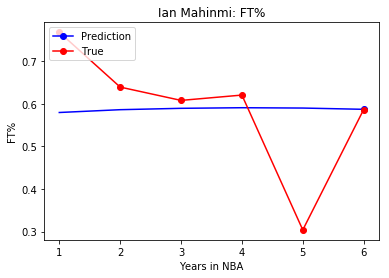 Ian Mahinmi: FT%
Prediction
True
0.7
0.6
0.5
0.4
0.3
FT%
1 2 3 4 5 6
Years in NBA